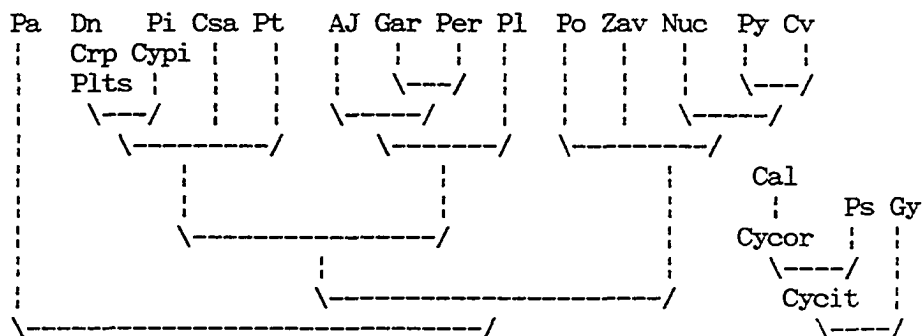 Pa Dn Pi Csa Pt AJ Gar Per Pl Po Zav Nuc Py Cv
Crp Cypi
Plts
Cal
Ps Gy
Cycor
Cycit